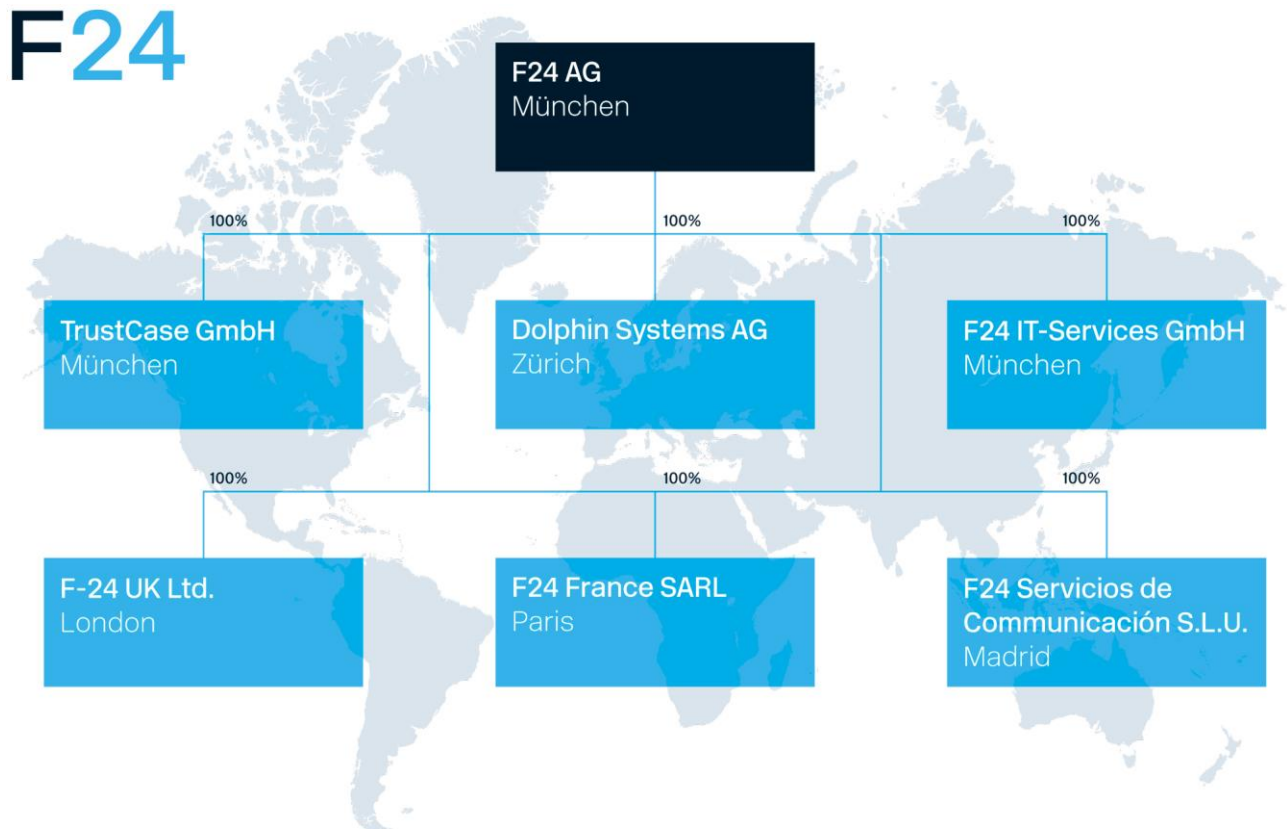 F24
F24 AG
München
100%
100%
100%
TrustCase GmbH
München
Dolphin Systems AG
Zürich
F24 IT-Services GmbH
München
100%
100%
100%
F-24 UK Ltd.
London
F24 France SARL
Paris
F24 Servicios de
Communicación S.L.U.
Madrid